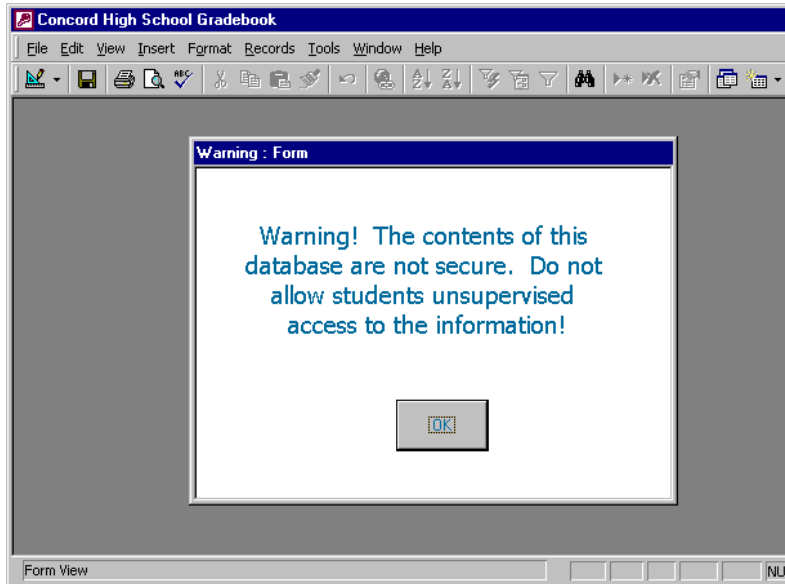 Concord High School Gradebook
File Edit View Insert Format Records Tools Window Help
ABC
A Z Z A
Warning : Form
Warning! The contents of this
database are not secure. Do not
allow students unsupervised
access to the information!
OK
Form View NU